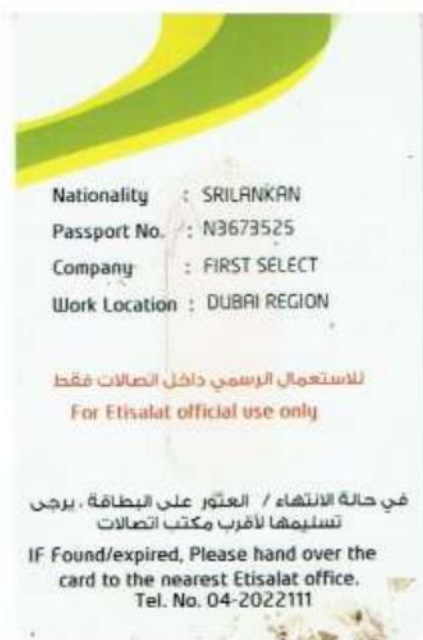 Nationality : SRILANKAN
Passport No. : N3673525
Company : FIRST SELECT
Work Location : DUBAI REGION
للاستعمال الرسمي داخل اتصالات فقط
For Etisalat official use only
في حالة الانتهاء / العثور على البطاقة ، يرجى
تسليمها لأقرب مكتب اتصالات
IF Found/expired, Please hand over the
card to the nearest Etisalat office.
Tel. No. 04-2022111